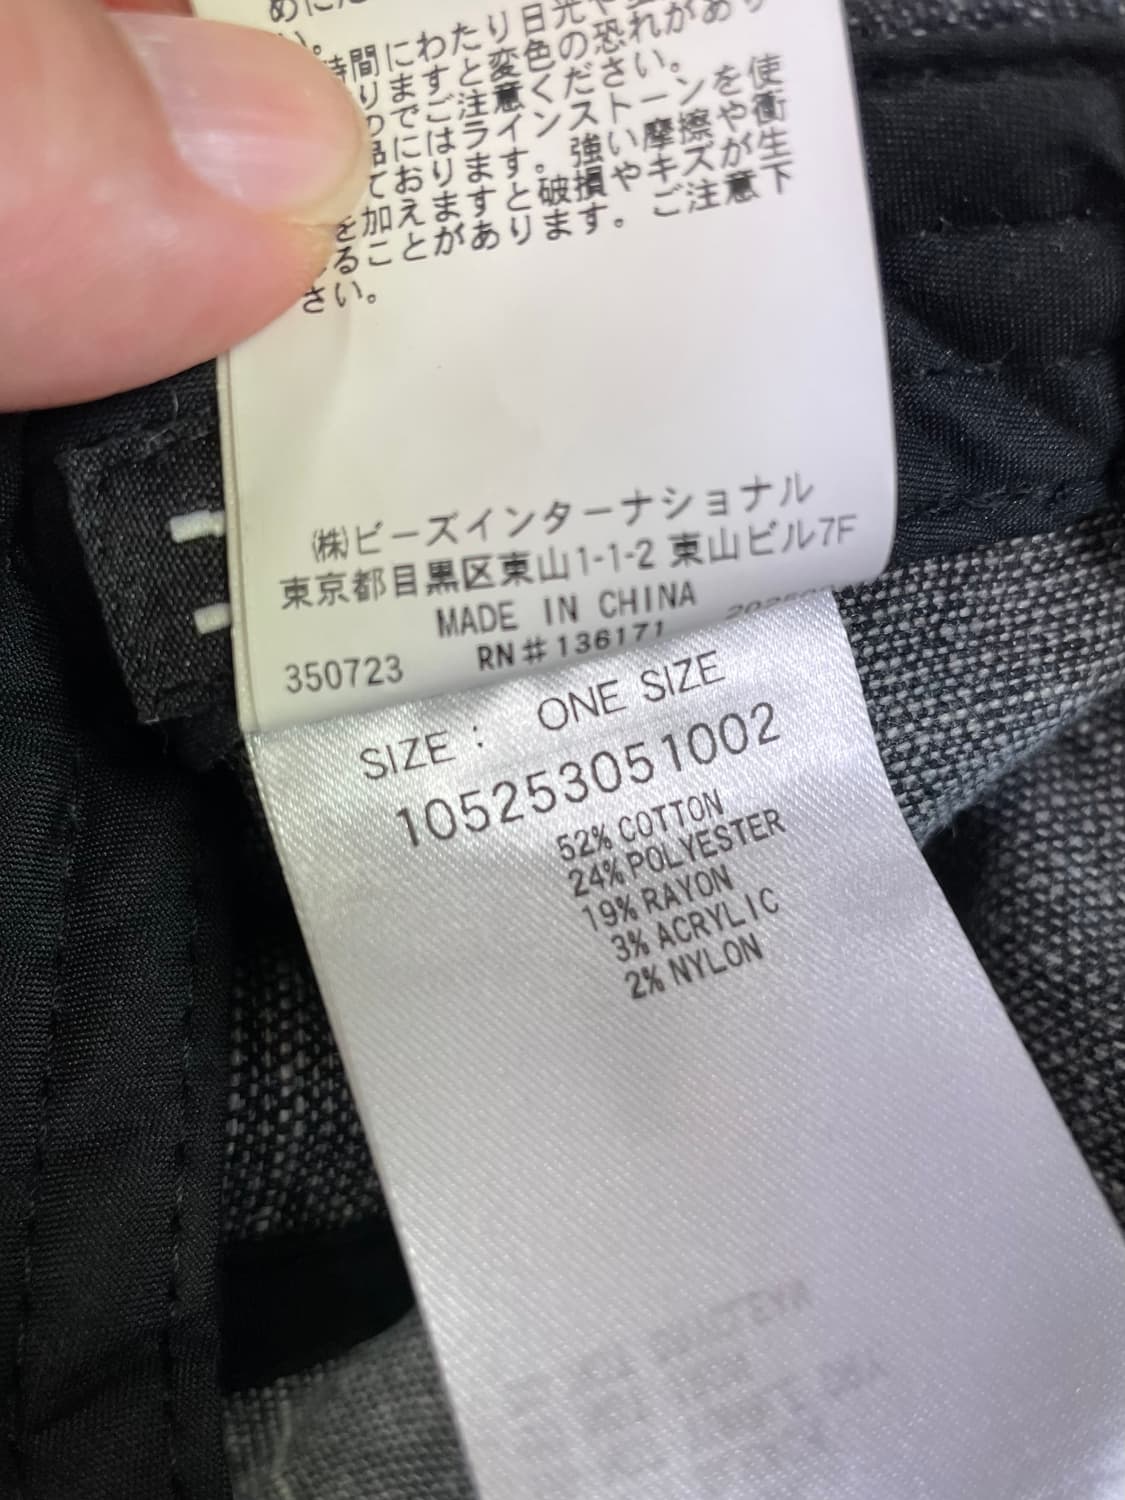 めにた
い。
時間にわたり日光や
りますと変色の恐れがあり
のでご注意ください。
品にはラインストーンを使
ております。強い摩擦や衝
を加えますと破損やキズが生
ることがあります。ご注意下
さい。
㈱ビーズインターナショナル
東京都目黒区東山1-1-2 東山ビル7F
MADE IN CHINA
350723 RN#136171
SIZE : ONE SIZE
105253051002
52% COTTON
24% POLYESTER
19% RAYON
3% ACRYLIC
2% NYLON